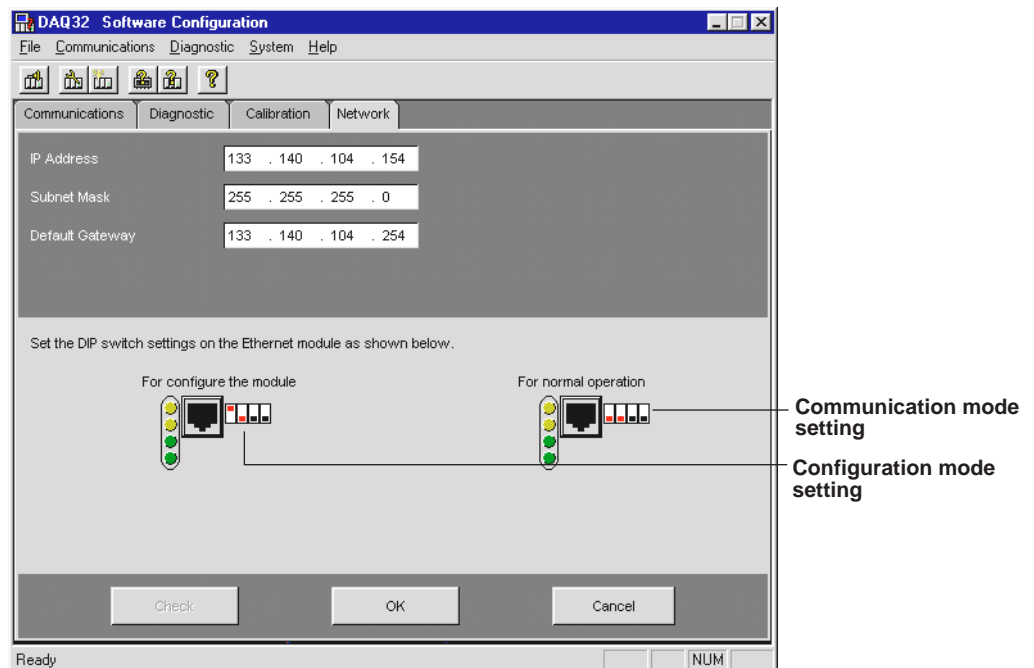 DAQ32 Software Configuration
File Communications Diagnostic System Help
Communications Diagnostic Calibration Network
IP Address 133 . 140 . 104 . 154
Subnet Mask 255 . 255 . 255 . 0
Default Gateway 133 . 140 . 104 . 254
Set the DIP switch settings on the Ethernet module as shown below.
For configure the module For normal operation
Communication mode
setting
Configuration mode
setting
Check OK Cancel
Ready NUM